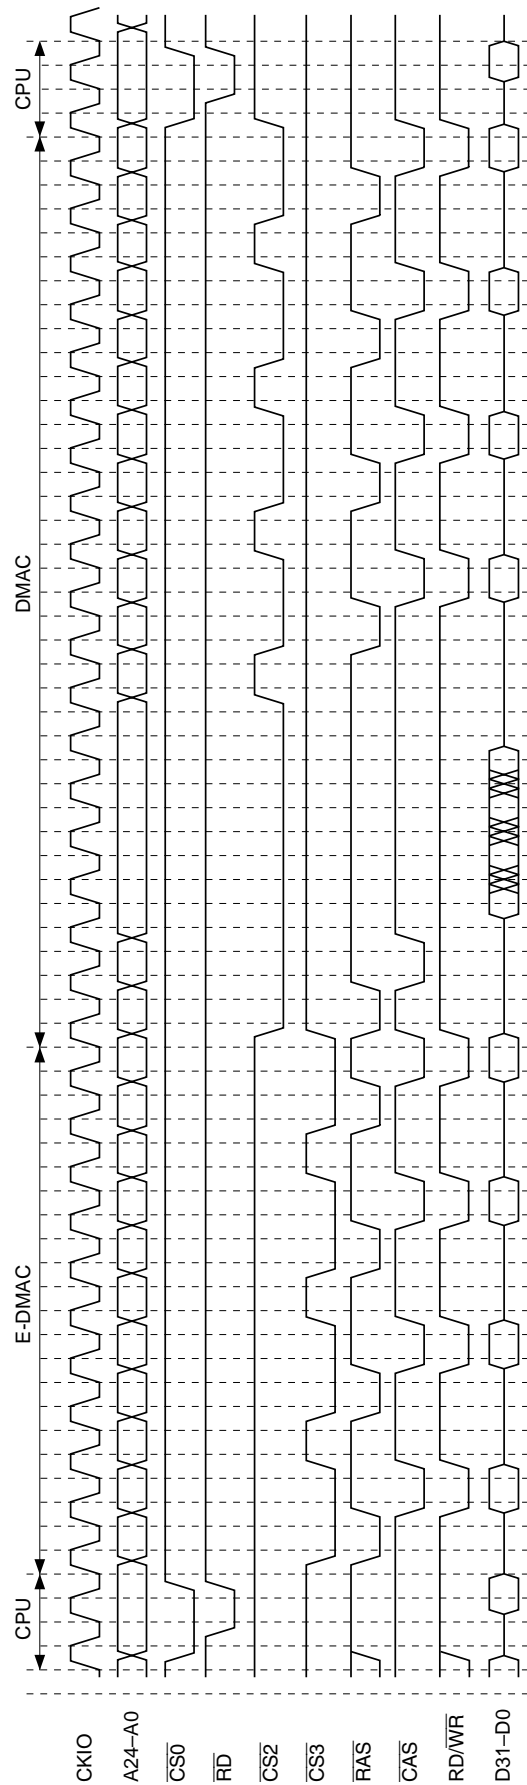 CPU
E-DMAC
DMAC
CPU
CKIO
A24–A0
CS0
RD
CS2
CS3
RAS
CAS
RD/WR
D31–D0